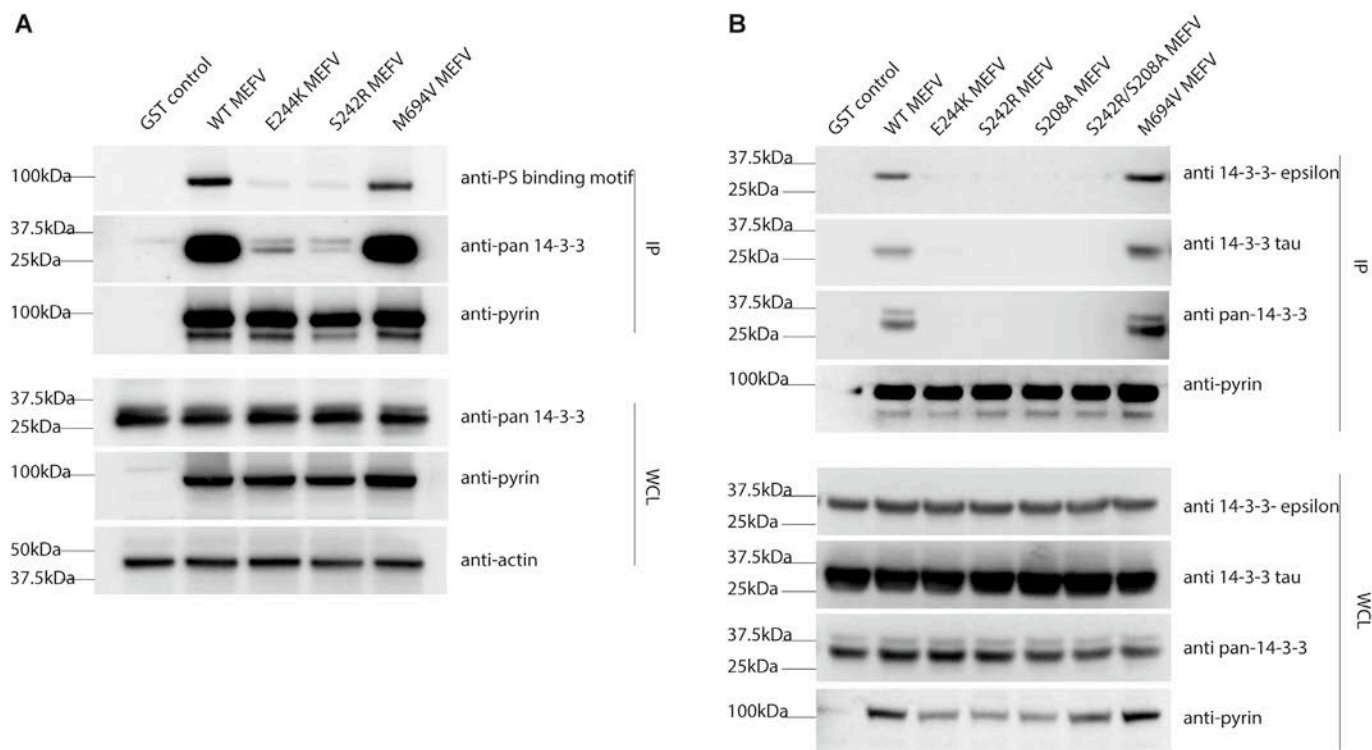 A
GST control
WT MEFV
E244K MEFV
S242R MEFV
M694V MEFV
100kDa
anti-PS binding motif
37.5kDa
25kDa
anti-pan 14-3-3
100kDa
anti-pyrin
IP
37.5kDa
25kDa
anti-pan 14-3-3
100kDa
anti-pyrin
50kDa
37.5kDa
anti-actin
WCL
B
GST control
WT MEFV
E244K MEFV
S242R MEFV
S208A MEFV
S242R/S208A MEFV
M694V MEFV
37.5kDa
25kDa
anti 14-3-3- epsilon
37.5kDa
25kDa
anti 14-3-3 tau
37.5kDa
25kDa
anti pan-14-3-3
100kDa
anti-pyrin
IP
37.5kDa
25kDa
anti 14-3-3- epsilon
37.5kDa
25kDa
anti 14-3-3 tau
37.5kDa
25kDa
anti pan-14-3-3
100kDa
anti-pyrin
WCL